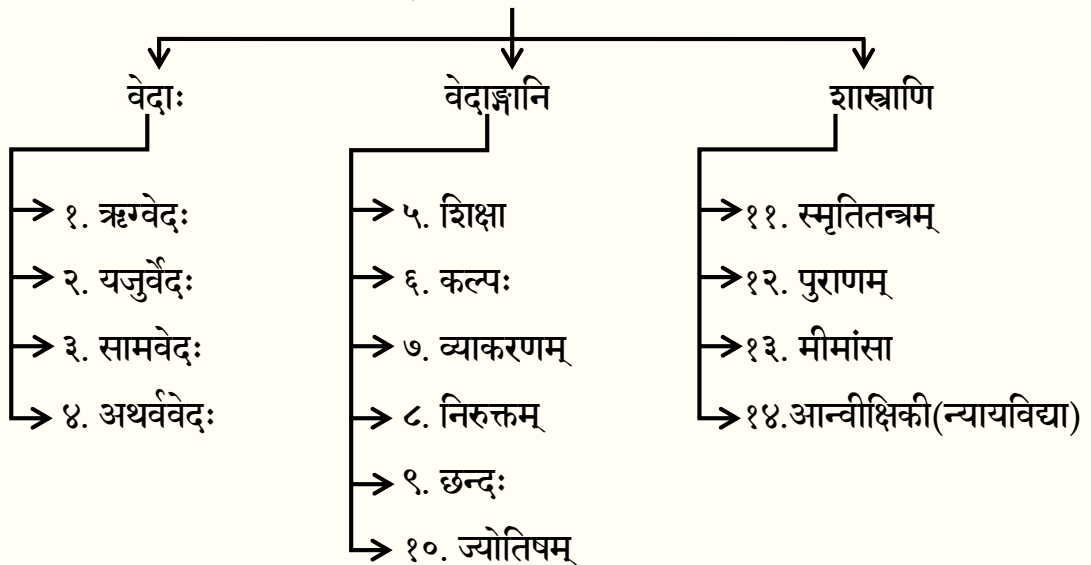 वेदाः
वेदाङ्गानि
शास्त्राणि
१. ऋग्वेदः
२. यजुर्वेदः
३. सामवेदः
४. अथर्ववेदः
५. शिक्षा
६. कल्पः
७. व्याकरणम्
८. निरुक्तम्
९. छन्दः
१०. ज्योतिषम्
११. स्मृतितन्त्रम्
१२. पुराणम्
१३. मीमांसा
१४.आन्वीक्षिकी(न्यायविद्या)